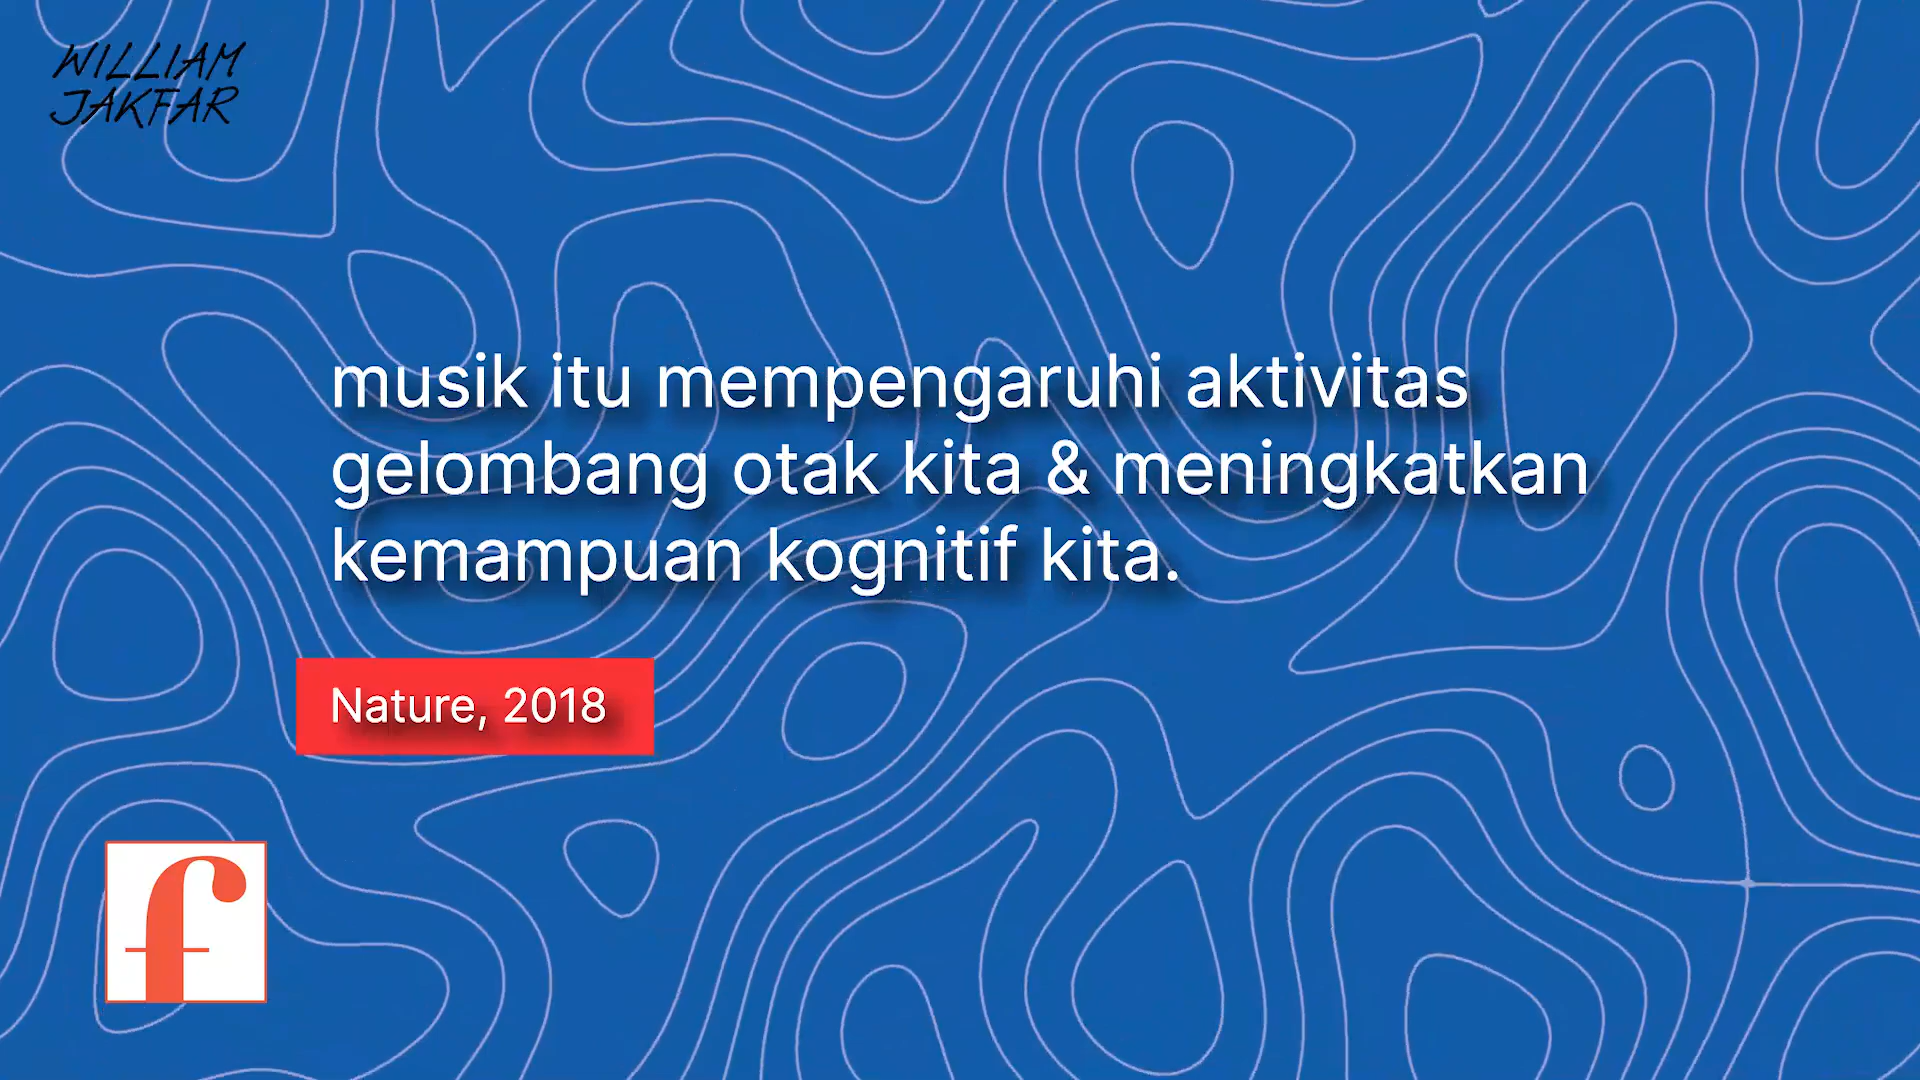 WILLIAM
JAKFAR
musik itu mempengaruhi aktivitas
gelombang otak kita & meningkatkan
kemampuan kognitif kita.
Nature, 2018
f